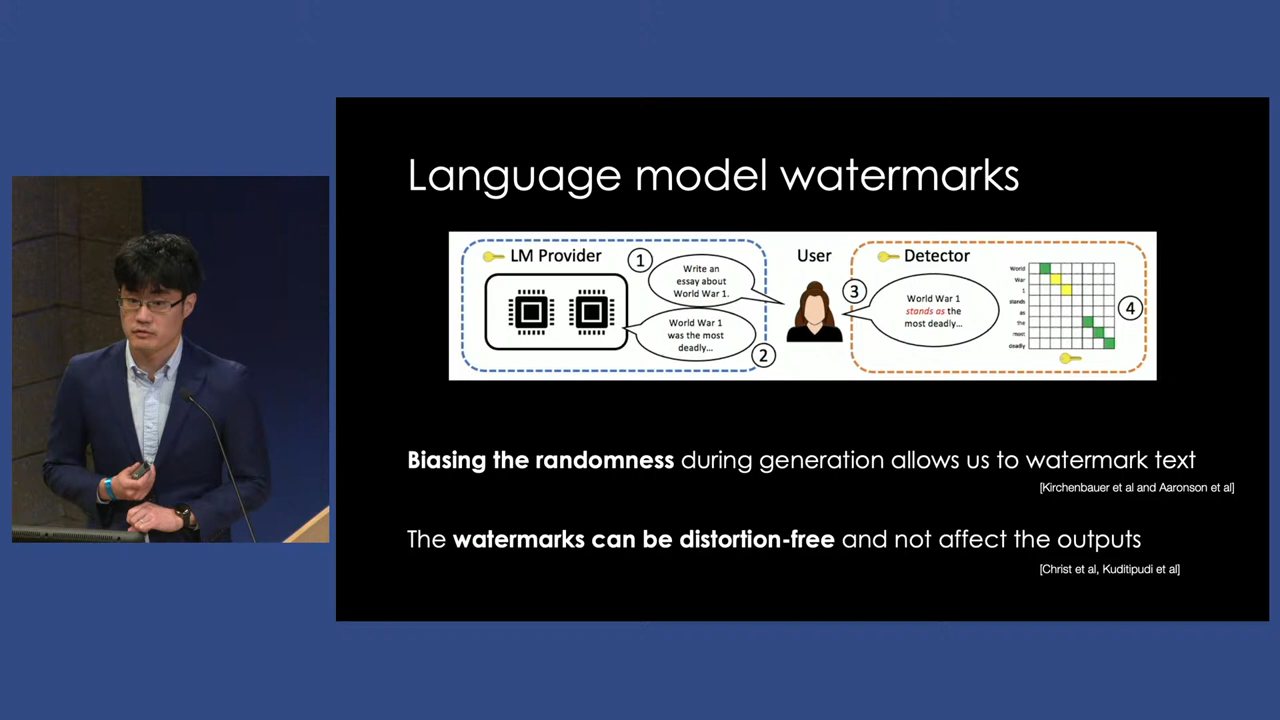 Language model watermarks
LM Provider
1
Write an
essay about
World War 1.
World War 1
was the most
deadly...
2
User
Detector
3
World War 1
stands as the
most deadly...
World
War
1
stands
as
the
most
deadly
4
Biasing the randomness during generation allows us to watermark text
[Kirchenbauer et al and Aaronson et al]
The watermarks can be distortion-free and not affect the outputs
[Christ et al, Kuditipudi et al]